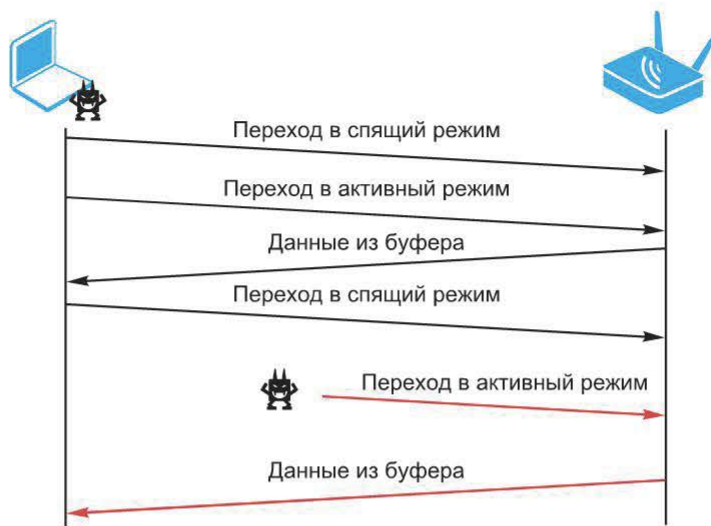 Переход в спящий режим
Переход в активный режим
Данные из буфера
Переход в спящий режим
Переход в активный режим
Данные из буфера